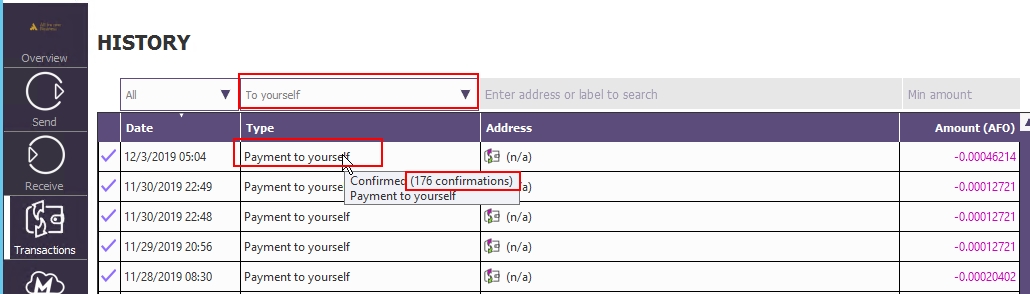 Overview
HISTORY
All
To yourself
Enter address or label to search
Min amount
Send
Date Type Address Amount (AFO)
12/3/2019 05:04 Payment to yourself (n/a) -0.00046214
Receive
Confirmed (176 confirmations)
Payment to yourself
11/30/2019 22:49 Payment to yourse (n/a) -0.00012721
11/30/2019 22:48 Payment to yourself (n/a) -0.00012721
Transactions
11/29/2019 20:56 Payment to yourself (n/a) -0.00012721
11/28/2019 08:30 Payment to yourself (n/a) -0.00020402
M